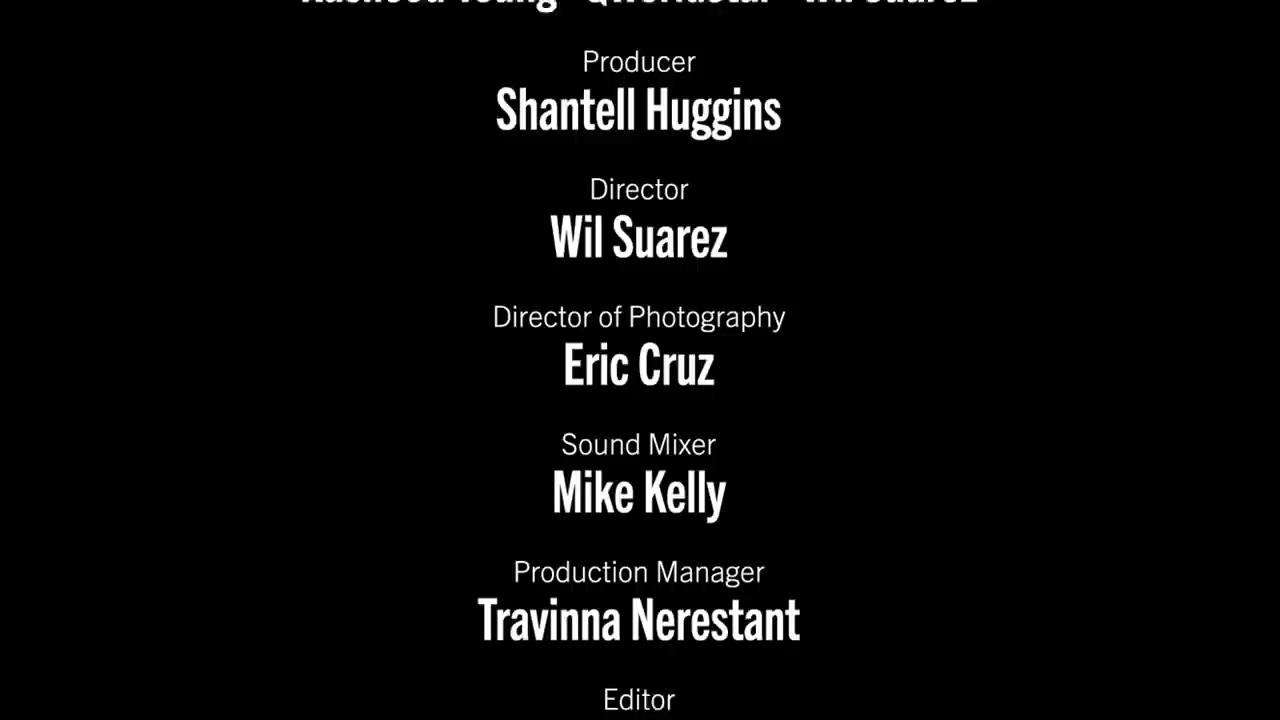 Producer
Shantell Huggins
Director
Wil Suarez
Director of Photography
Eric Cruz
Sound Mixer
Mike Kelly
Production Manager
Travinna Nerestant
Editor